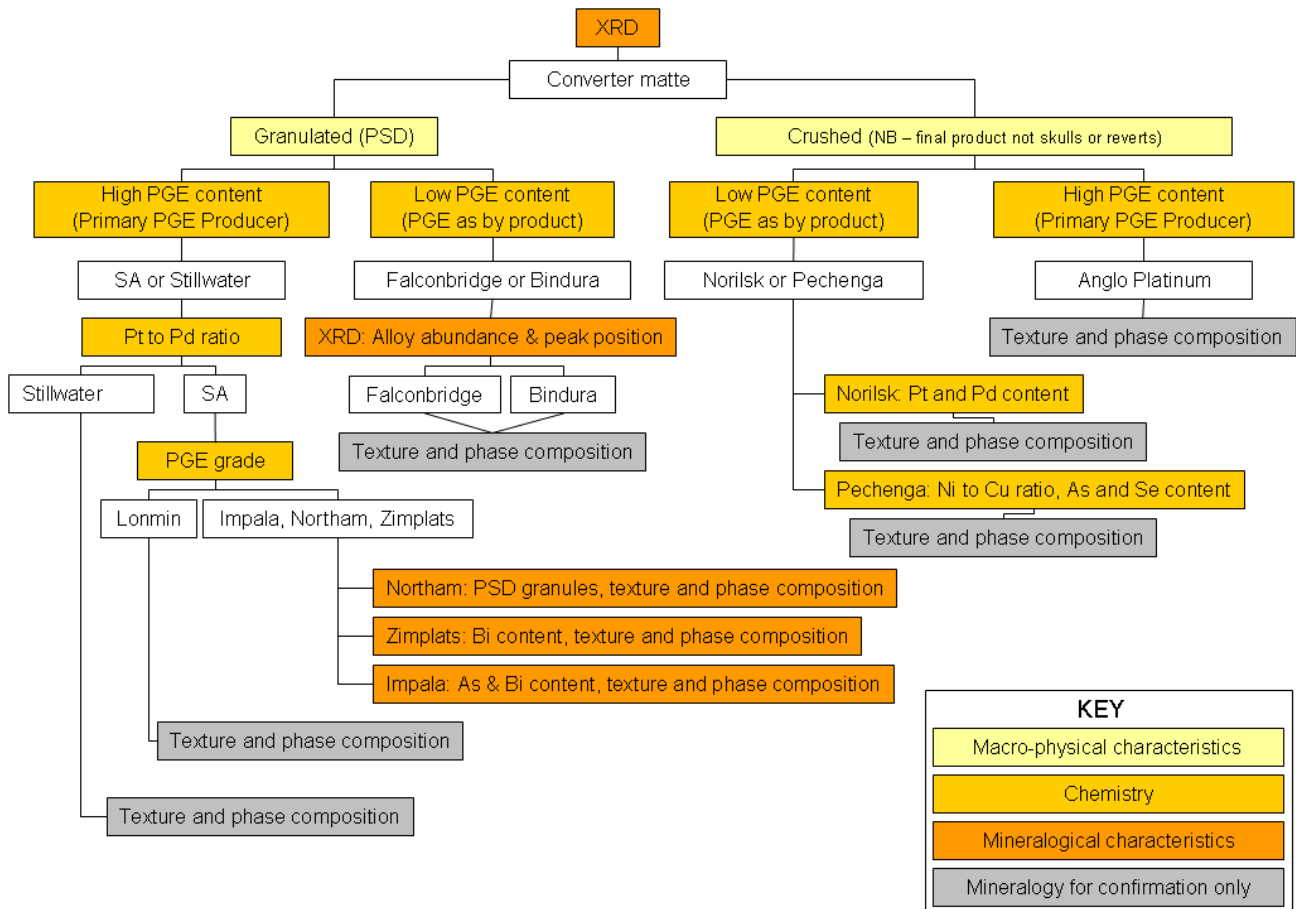 XRD
Converter matte
Granulated (PSD)
Crushed (NB – final product not skulls or reverts)
High PGE content
(Primary PGE Producer)
Low PGE content
(PGE as by product)
Low PGE content
(PGE as by product)
High PGE content
(Primary PGE Producer)
SA or Stillwater
Falconbridge or Bindura
Norilsk or Pechenga
Anglo Platinum
Pt to Pd ratio
XRD: Alloy abundance & peak position
Texture and phase composition
Stillwater
SA
Falconbridge
Bindura
Norilsk: Pt and Pd content
Texture and phase composition
Texture and phase composition
PGE grade
Pechenga: Ni to Cu ratio, As and Se content
Lonmin
Impala, Northam, Zimplats
Texture and phase composition
Northam: PSD granules, texture and phase composition
Zimplats: Bi content, texture and phase composition
Impala: As & Bi content, texture and phase composition
Texture and phase composition
Texture and phase composition
KEY
Macro-physical characteristics
Chemistry
Mineralogical characteristics
Mineralogy for confirmation only